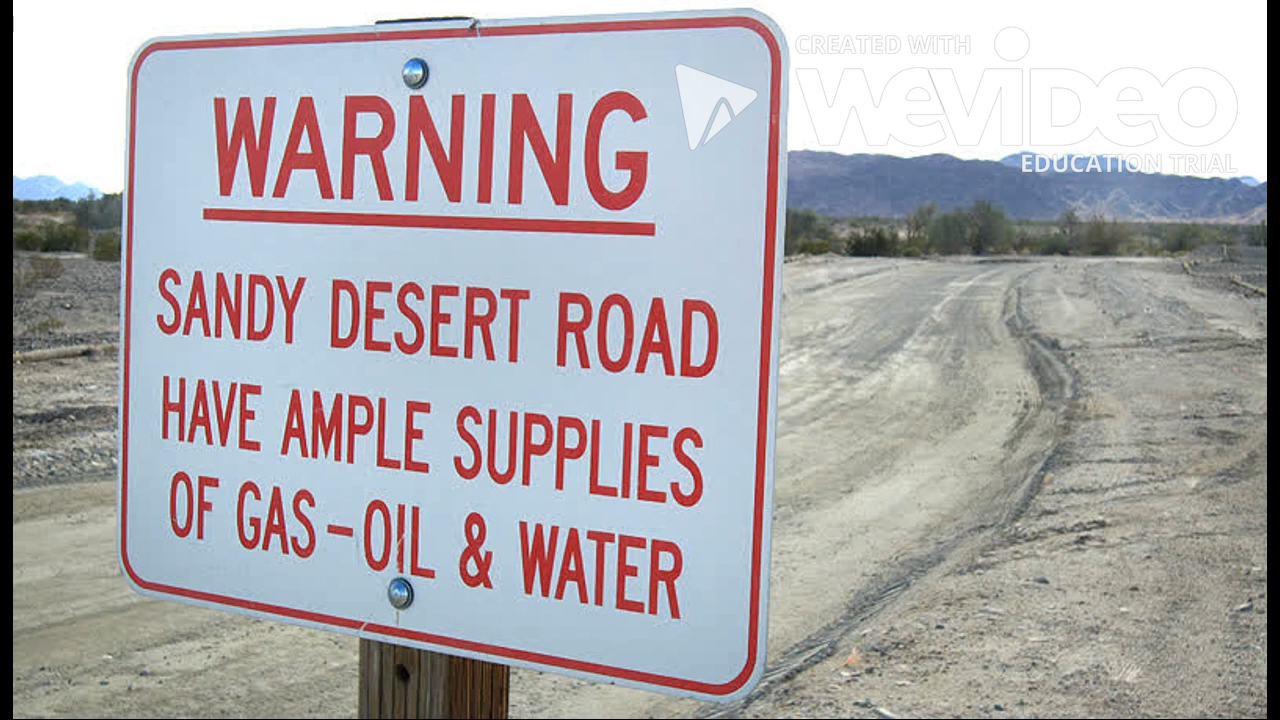 WARNING
SANDY DESERT ROAD
HAVE AMPLE SUPPLIES
OF GAS-OIL & WATER
CREATED WITH
WEVIDEO
EDUCATION TRIAL